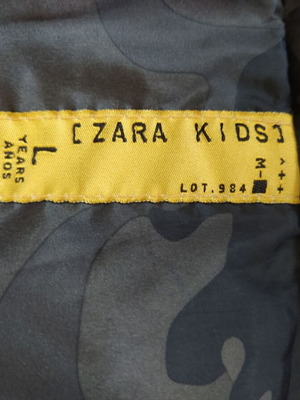 [ZARA KIDS]
L
YEARS
AÑOS
LOT.984
M-
^++